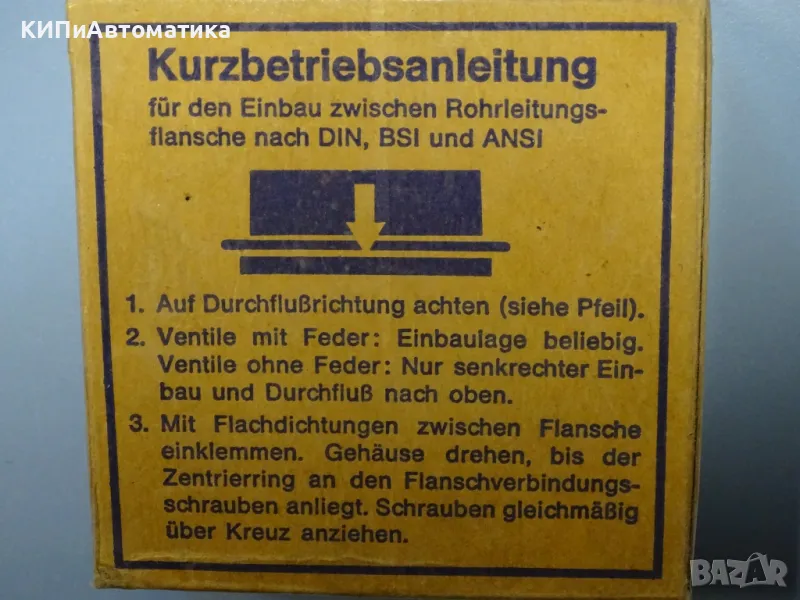 КИПиАвтоматика
Kurzbetriebsanleitung
für den Einbau zwischen Rohrleitungs-
flansche nach DIN, BSI und ANSI
1. Auf Durchflußrichtung achten (siehe Pfeil).
2. Ventile mit Feder: Einbaulage beliebig.
Ventile ohne Feder: Nur senkrechter Ein-
bau und Durchfluß nach oben.
3. Mit Flachdichtungen zwischen Flansche
einklemmen. Gehäuse drehen, bis der
Zentrierring an den Flanschverbindungs-
schrauben anliegt. Schrauben gleichmäßig
über Kreuz anziehen.
BAZAR